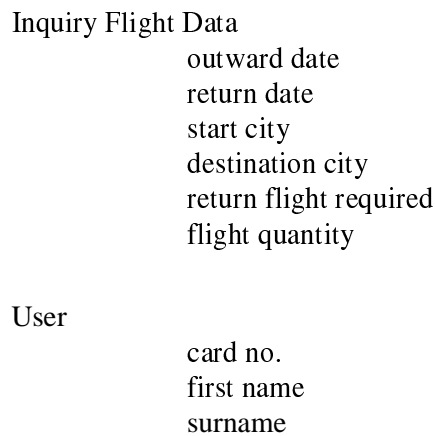 Inquiry Flight Data
outward date
return date
start city
destination city
return flight required
flight quantity
User
card no.
first name
surname